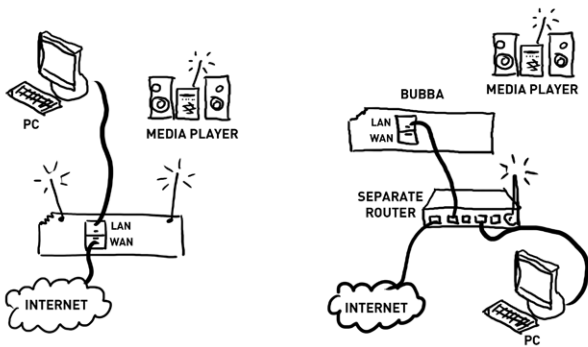 PC
MEDIA PLAYER
LAN
WAN
INTERNET
MEDIA PLAYER
BUBBA
LAN
WAN
SEPARATE
ROUTER
INTERNET
PC